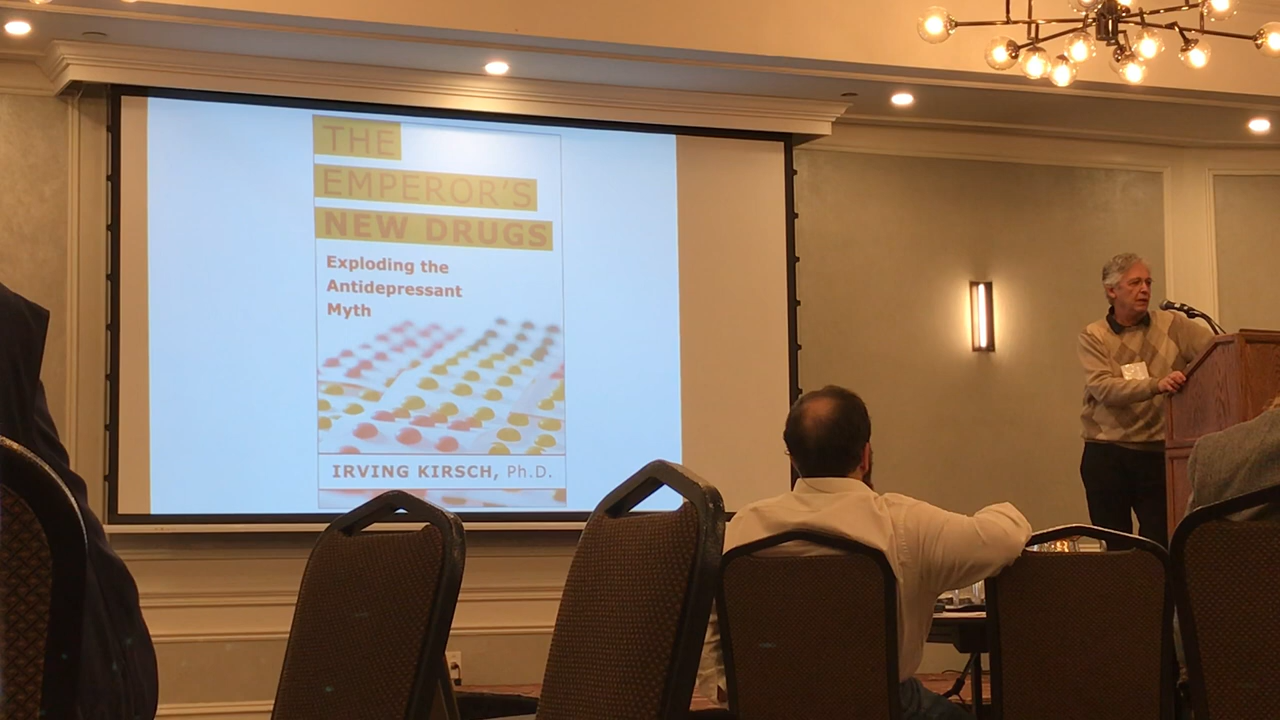 THE
EMPEROR'S
NEW DRUGS
Exploding the
Antidepressant
Myth
IRVING KIRSCH, Ph.D.